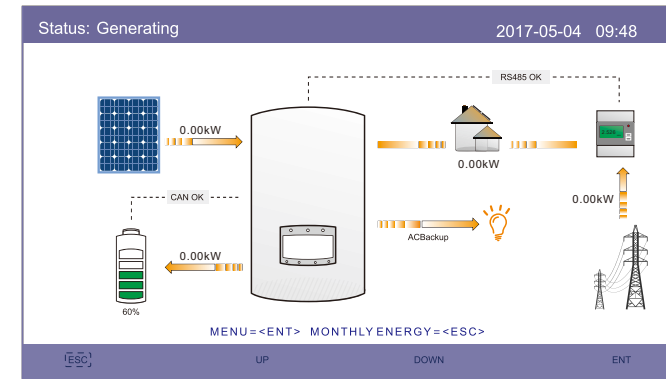 Status: Generating
2017-05-04 09:48
RS485 OK
0.00kW
0.00kW
CAN OK
0.00kW
0.00kW
ACBackup
60%
MENU=<ENT> MONTHLY ENERGY=<ESC>
ESC
UP
DOWN
ENT